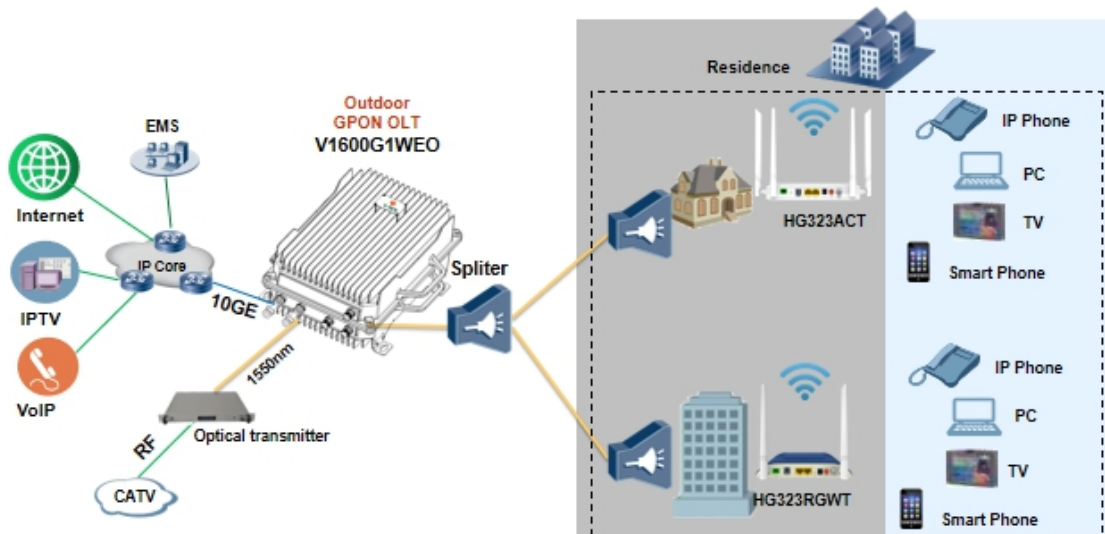 Residence
Outdoor
GPON OLT
V1600G1WEO
EMS
Internet
IP Core
IPTV
VoIP
10GE
1550nm
Spliter
Optical transmitter
RF
CATV
HG323ACT
IP Phone
PC
TV
Smart Phone
HG323RGWT
IP Phone
PC
TV
Smart Phone